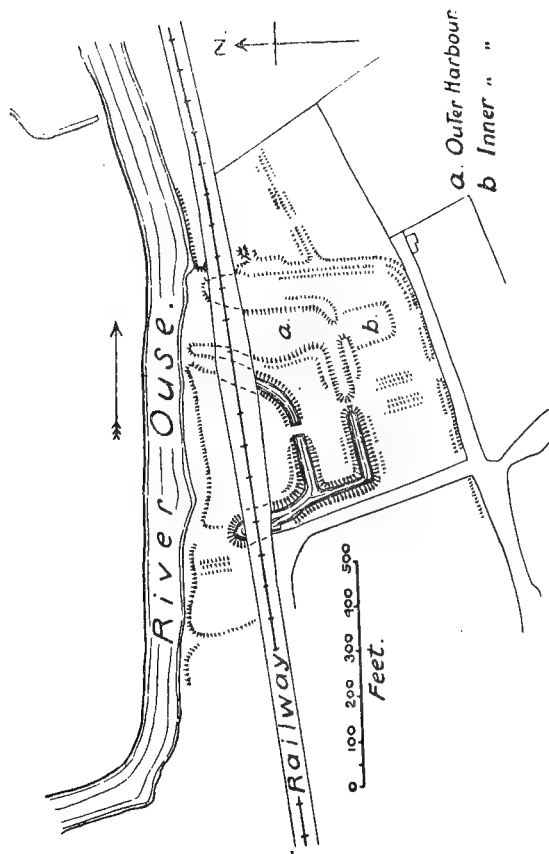 River Ouse.
N
a. Outer Harbour.
b Inner " "
a.
b.
Railway
0 100 200 300 400 500
Feet.